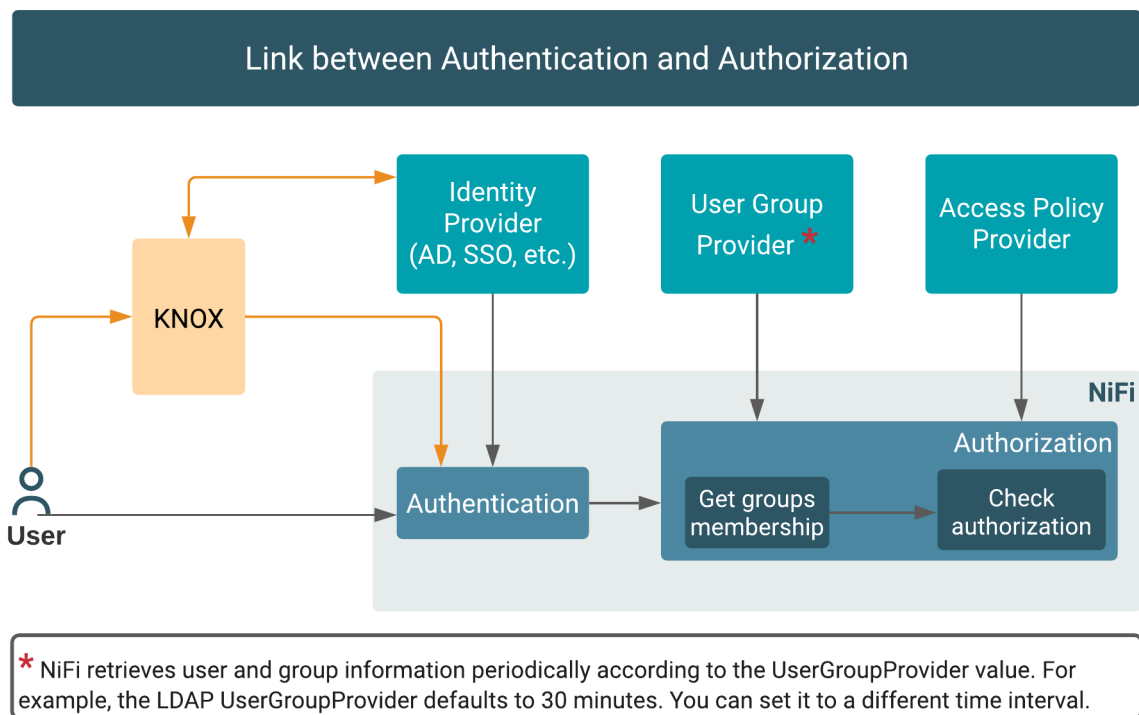 Link between Authentication and Authorization
Identity
Provider
(AD, SSO, etc.)
User Group
Provider *
Access Policy
Provider
KNOX
NiFi
Authorization
Authentication
Get groups
membership
Check
authorization
User
* NiFi retrieves user and group information periodically according to the UserGroupProvider value. For
example, the LDAP UserGroupProvider defaults to 30 minutes. You can set it to a different time interval.